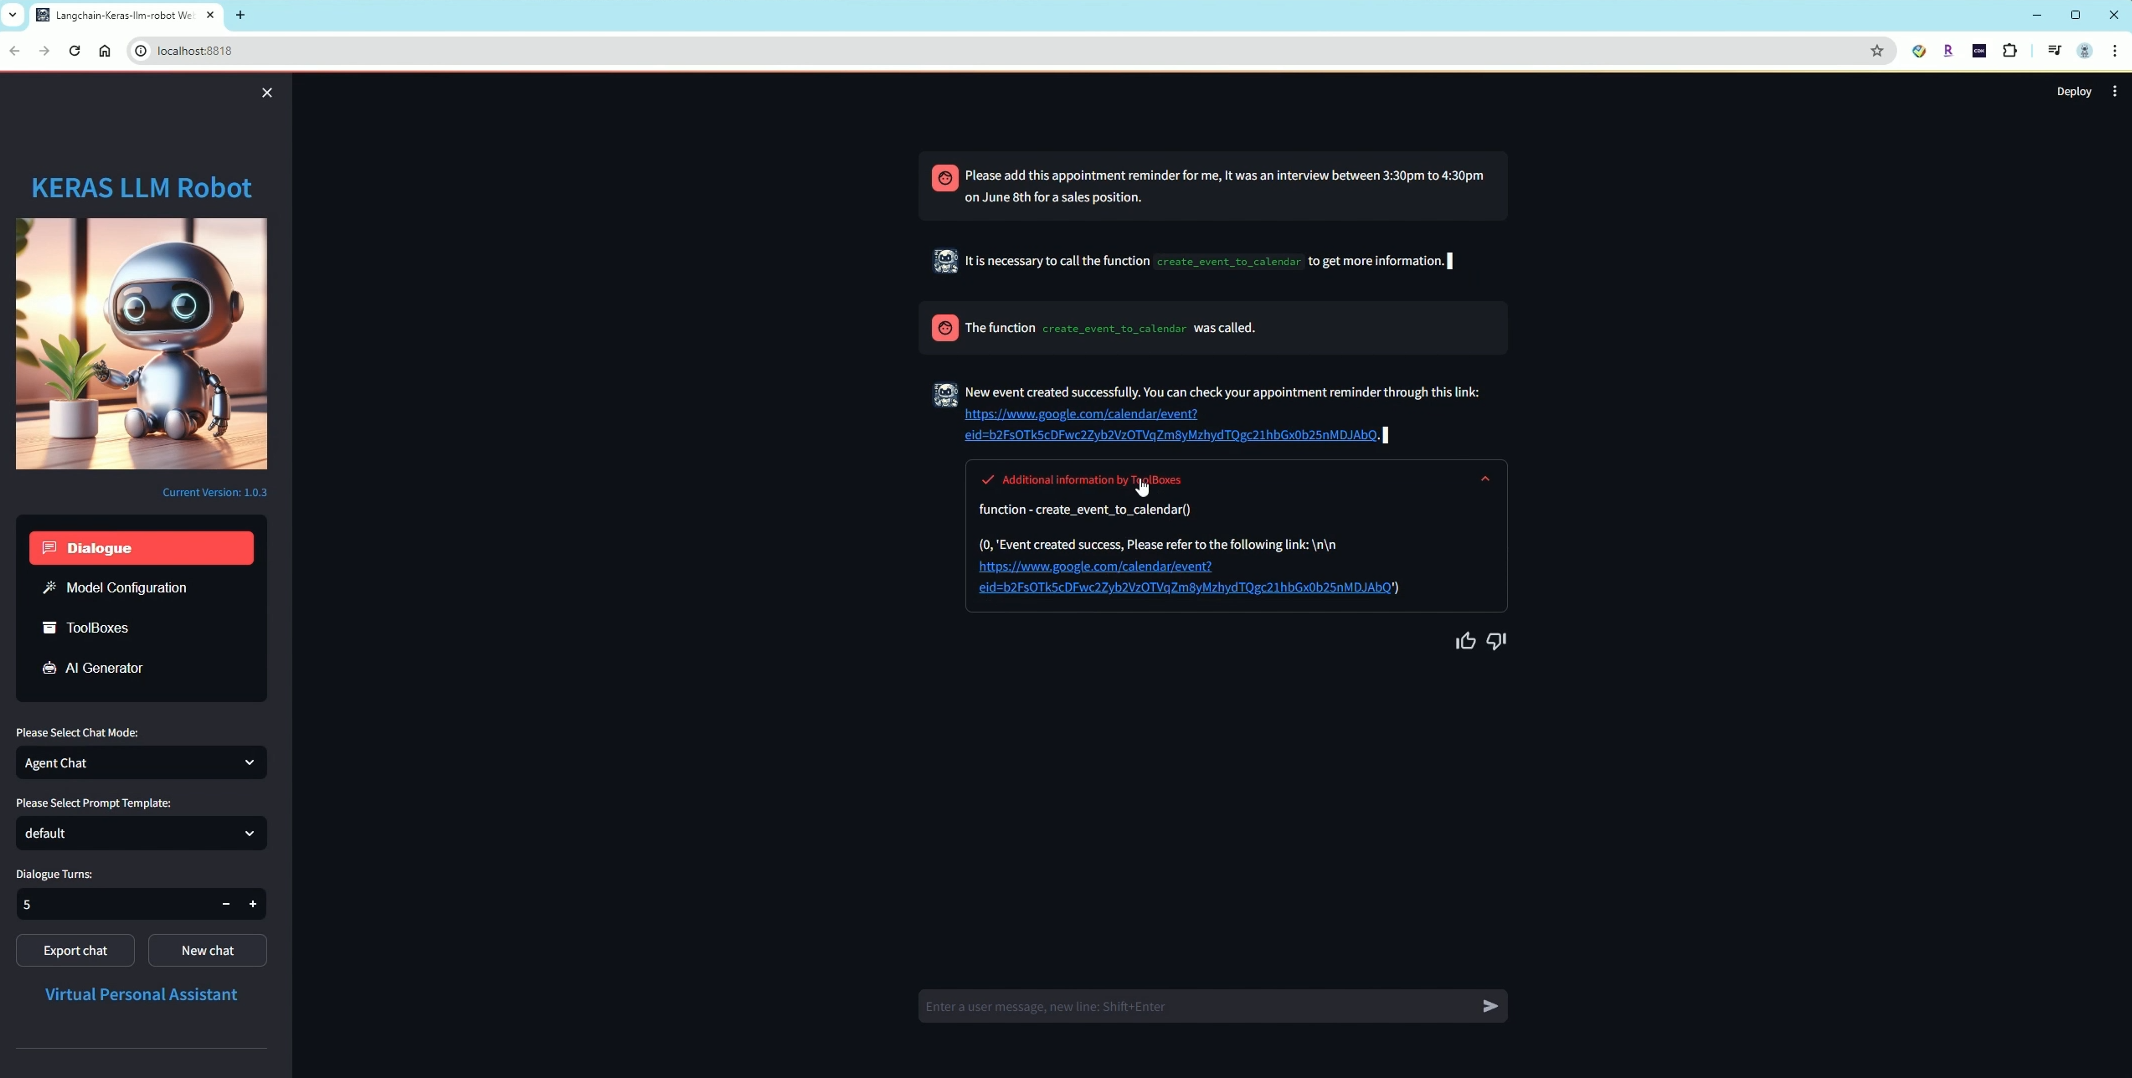 Langchain-Keras-llm-robot We
localhost:8818
Deploy
KERAS LLM Robot
Current Version: 1.0.3
Dialogue
Model Configuration
ToolBoxes
AI Generator
Please Select Chat Mode:
Agent Chat
Please Select Prompt Template:
default
Dialogue Turns:
5
Export chat
New chat
Virtual Personal Assistant
Please add this appointment reminder for me, It was an interview between 3:30pm to 4:30pm
on June 8th for a sales position.
It is necessary to call the function create_event_to_calendar to get more information.
The function create_event_to_calendar was called.
New event created successfully. You can check your appointment reminder through this link:
https://www.google.com/calendar/event?
eid=b2FsOTk5cDFwc2Zyb2VzOTVqZm8yMzhydTQgc21hbGx0b25nMDJAbQ.
Additional information by ToolBoxes
function - create_event_to_calendar()
(0, 'Event created success, Please refer to the following link: \n\n
https://www.google.com/calendar/event?
eid=b2FsOTk5cDFwc2Zyb2VzOTVqZm8yMzhydTQgc21hbGx0b25nMDJAbQ')
Enter a user message, new line: Shift+Enter